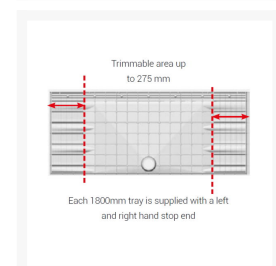 Trimmable area up
to 275 mm
Each 1800mm tray is supplied with a left
and right hand stop end